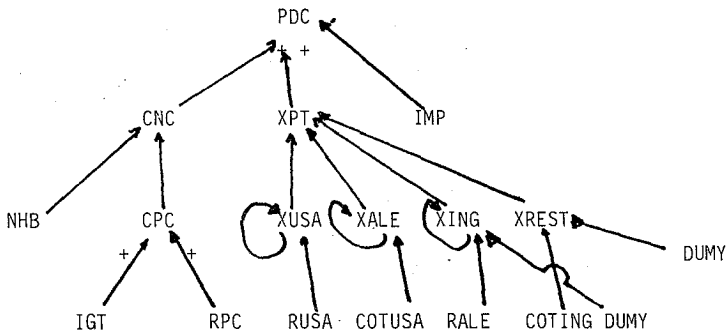 PDC
+ +
CNC XPT IMP
NHB CPC XUSA XALE XING XREST
+ + DUMY
IGT RPC RUSA COTUSA RALE COTING DUMY